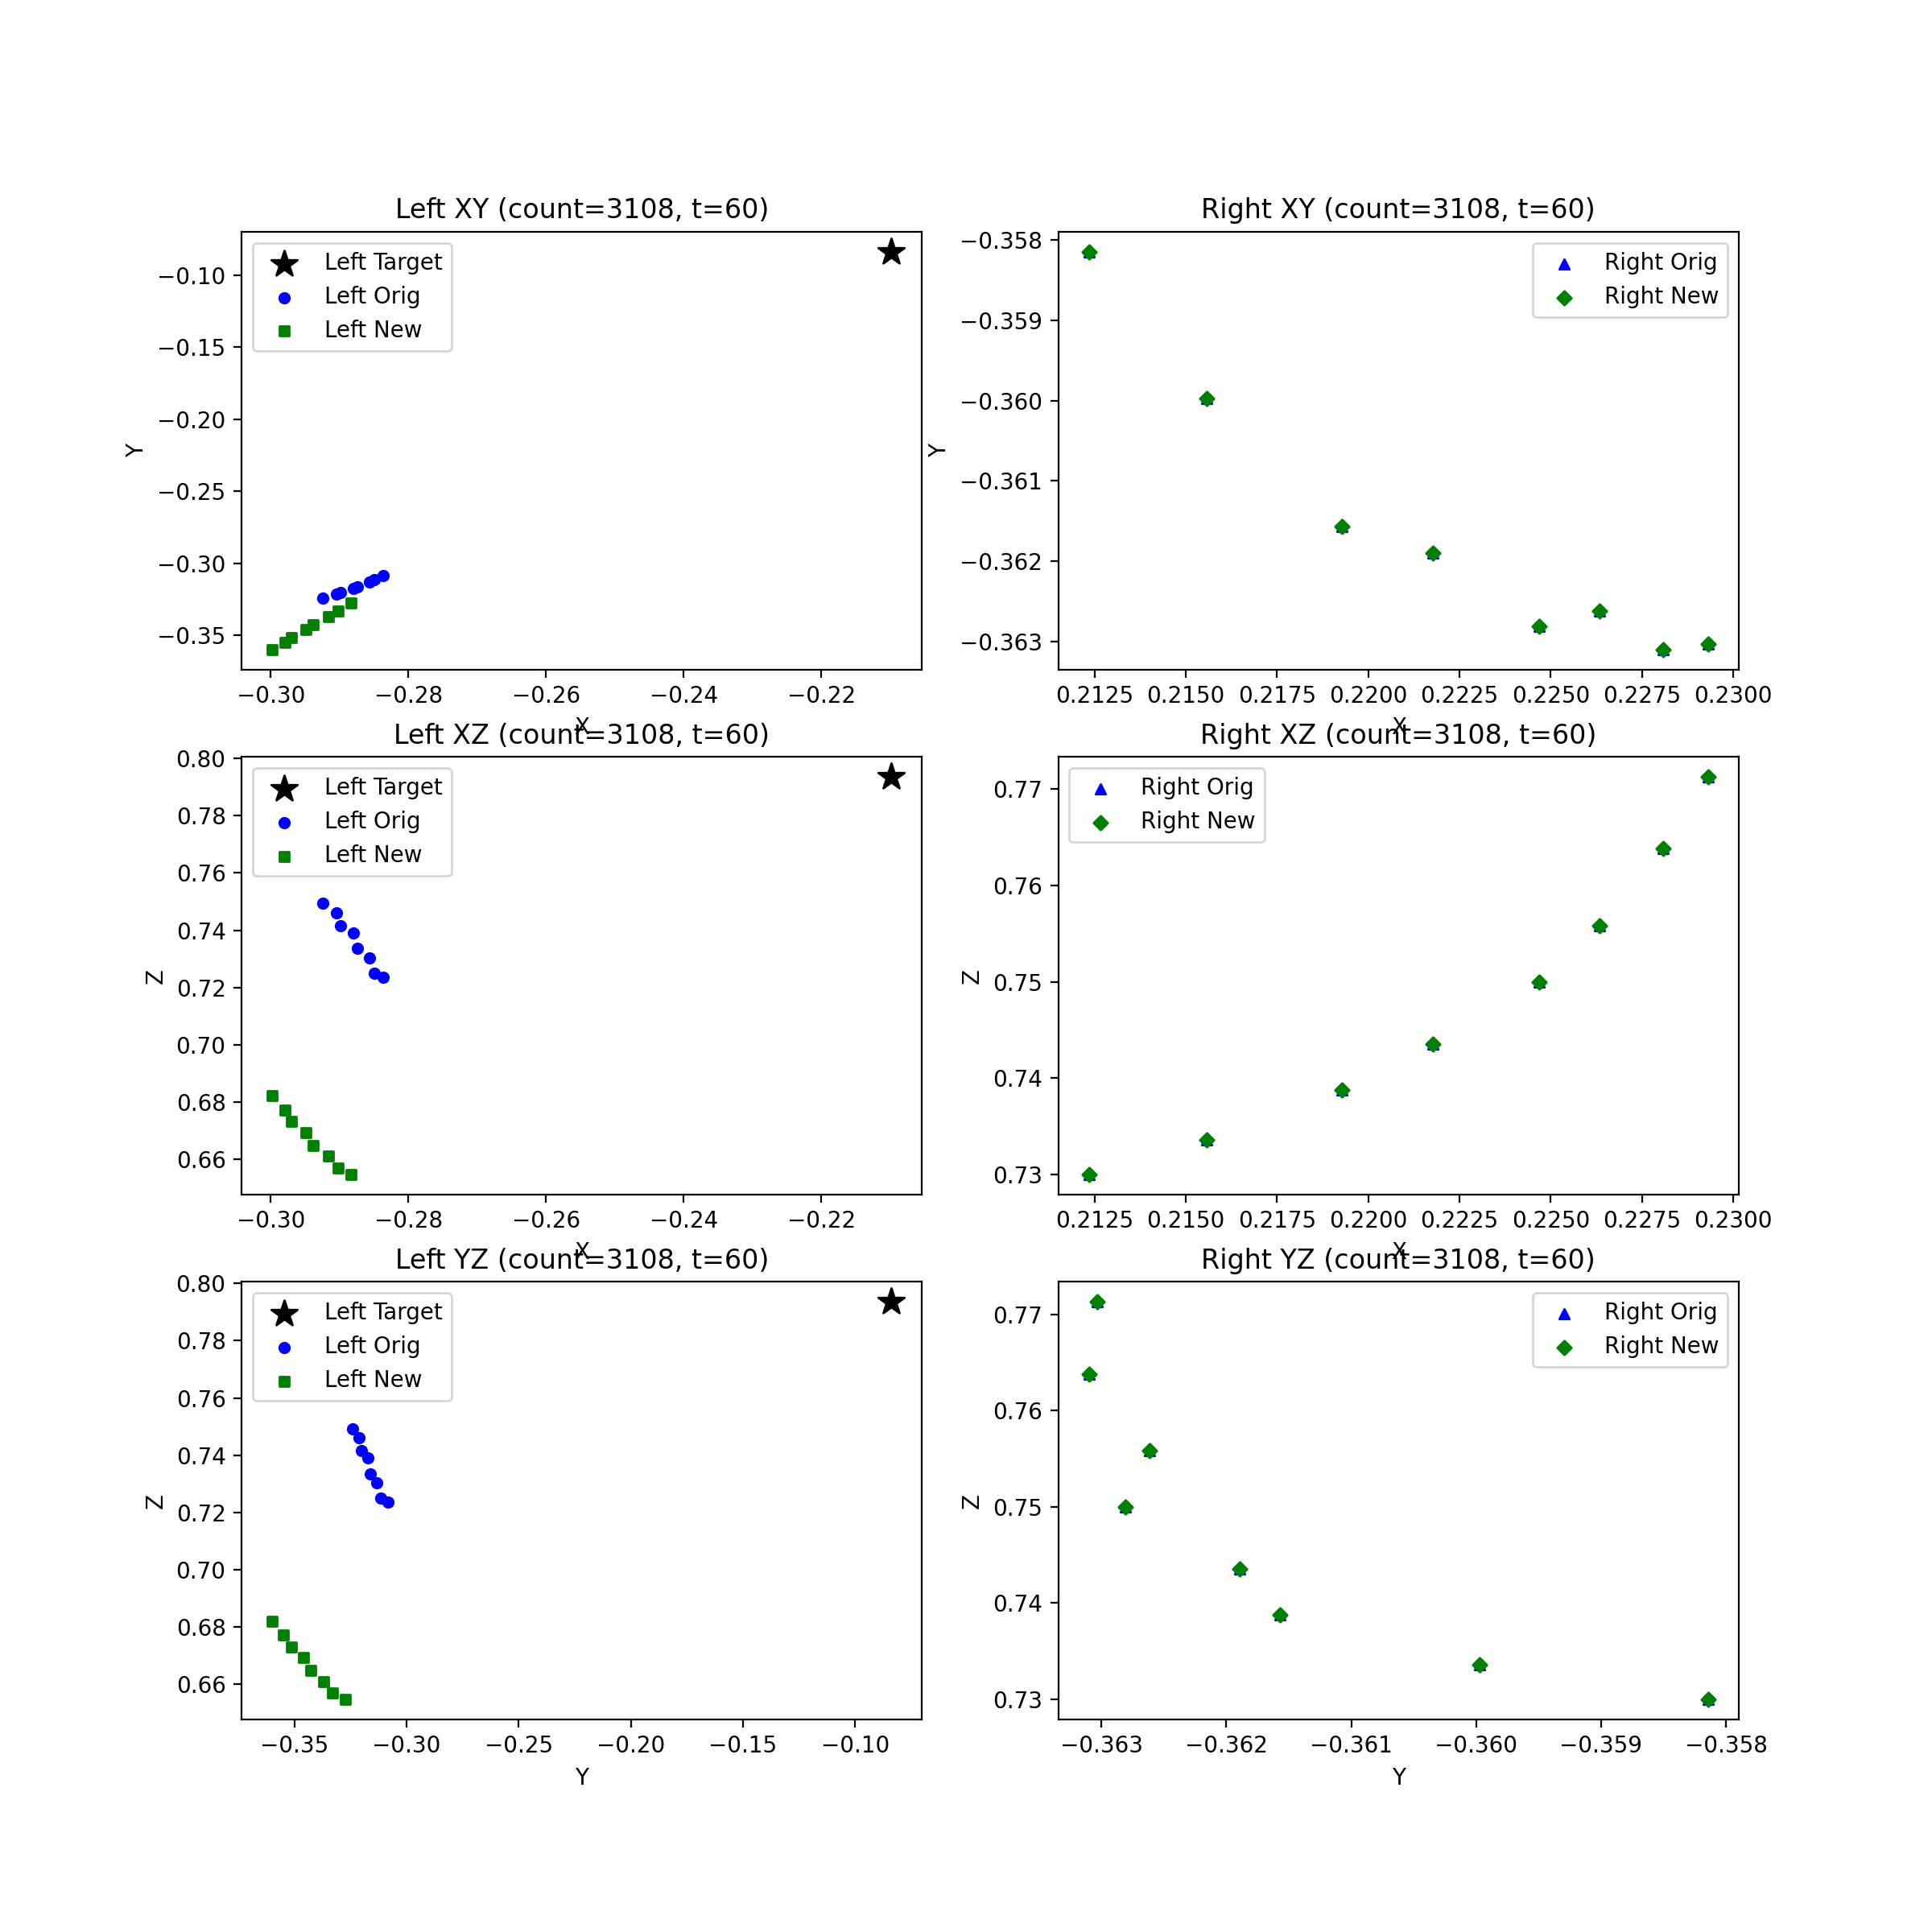 Left XY (count=3108, t=60)
Left Target
Left Orig
Left New
−0.10
−0.15
−0.20
−0.25
−0.30
−0.35
Y
−0.30
−0.28
−0.26
−0.24
−0.22
X
Right XY (count=3108, t=60)
Right Orig
Right New
−0.358
−0.359
−0.360
−0.361
−0.362
−0.363
Y
0.2125
0.2150
0.2175
0.2200
0.2225
0.2250
0.2275
0.2300
X
Left XZ (count=3108, t=60)
Left Target
Left Orig
Left New
0.80
0.78
0.76
0.74
0.72
0.70
0.68
0.66
Z
−0.30
−0.28
−0.26
−0.24
−0.22
X
Right XZ (count=3108, t=60)
Right Orig
Right New
0.77
0.76
0.75
0.74
0.73
Z
0.2125
0.2150
0.2175
0.2200
0.2225
0.2250
0.2275
0.2300
X
Left YZ (count=3108, t=60)
Left Target
Left Orig
Left New
0.80
0.78
0.76
0.74
0.72
0.70
0.68
0.66
Z
−0.35
−0.30
−0.25
−0.20
−0.15
−0.10
Y
Right YZ (count=3108, t=60)
Right Orig
Right New
0.77
0.76
0.75
0.74
0.73
Z
−0.363
−0.362
−0.361
−0.360
−0.359
−0.358
Y